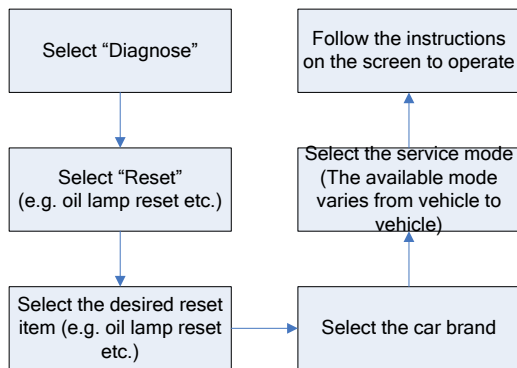 Select “Diagnose”
Select “Reset”
(e.g. oil lamp reset etc.)
Select the desired reset
item (e.g. oil lamp reset
etc.)
Select the car brand
Select the service mode
(The available mode
varies from vehicle to
vehicle)
Follow the instructions
on the screen to operate